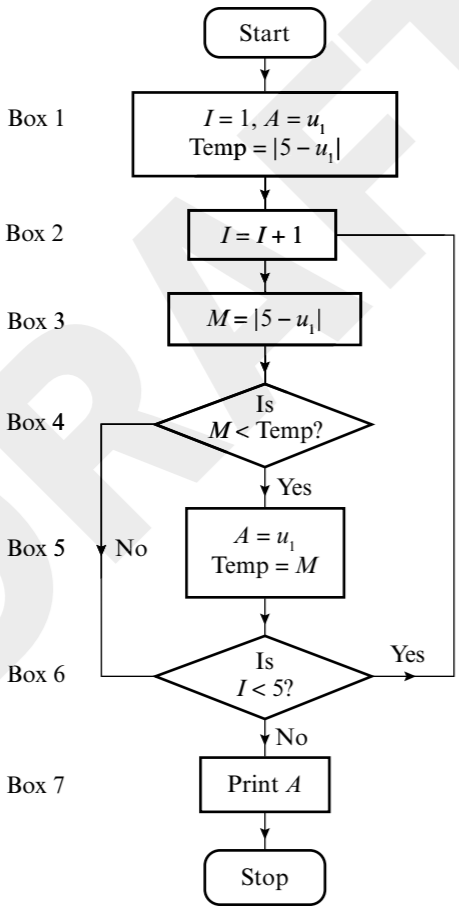 Start
Box 1
I = 1, A = u₁
Temp = |5 – u₁|
Box 2
I = I + 1
Box 3
M = |5 – u₁|
Box 4
Is
M < Temp?
Yes
No
Box 5
A = u₁
Temp = M
Box 6
Is
I < 5?
Yes
No
Box 7
Print A
Stop
DRAFT